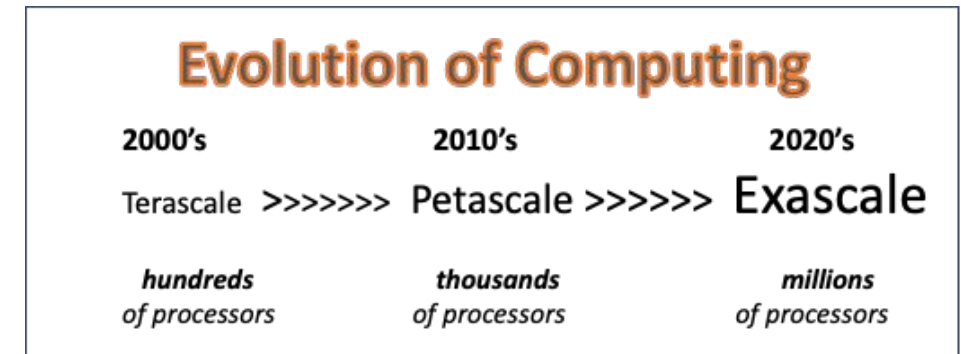 Evolution of Computing
2000’s 2010’s 2020’s
Terascale >>>>>>> Petascale >>>>>> Exascale
hundreds thousands millions
of processors of processors of processors